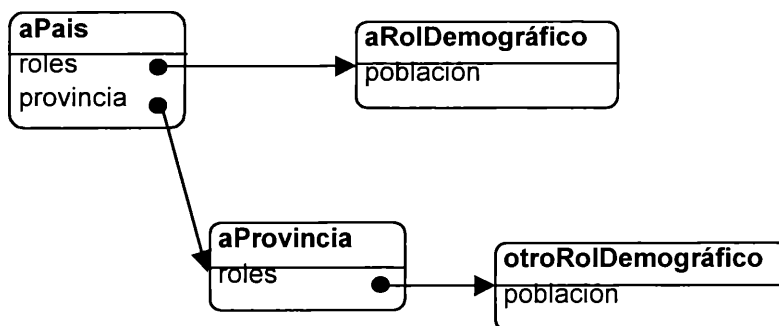 aPais
roles
provincia
aRolDemográfico
población
aProvincia
roles
otroRolDemográfico
población